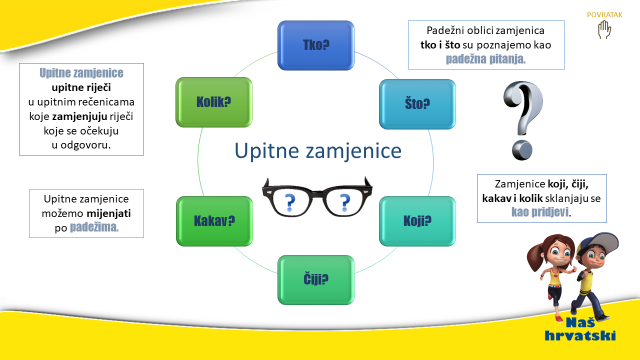 POVRATAK
Padežni oblici zamjenica
tko i što su poznajemo kao
padežna pitanja.
Tko?
Upitne zamjenice
upitne riječi
u upitnim rečenicama
koje zamjenjuju riječi
koje se očekuju
u odgovoru.
Kolik?
Što?
Upitne zamjenice
? ?
?
Upitne zamjenice
možemo mijenjati
po padežima.
Kakav?
Koji?
Zamjenice koji, čiji,
kakav i kolik sklanjaju se
kao pridjevi.
Čiji?
Naš
hrvatski